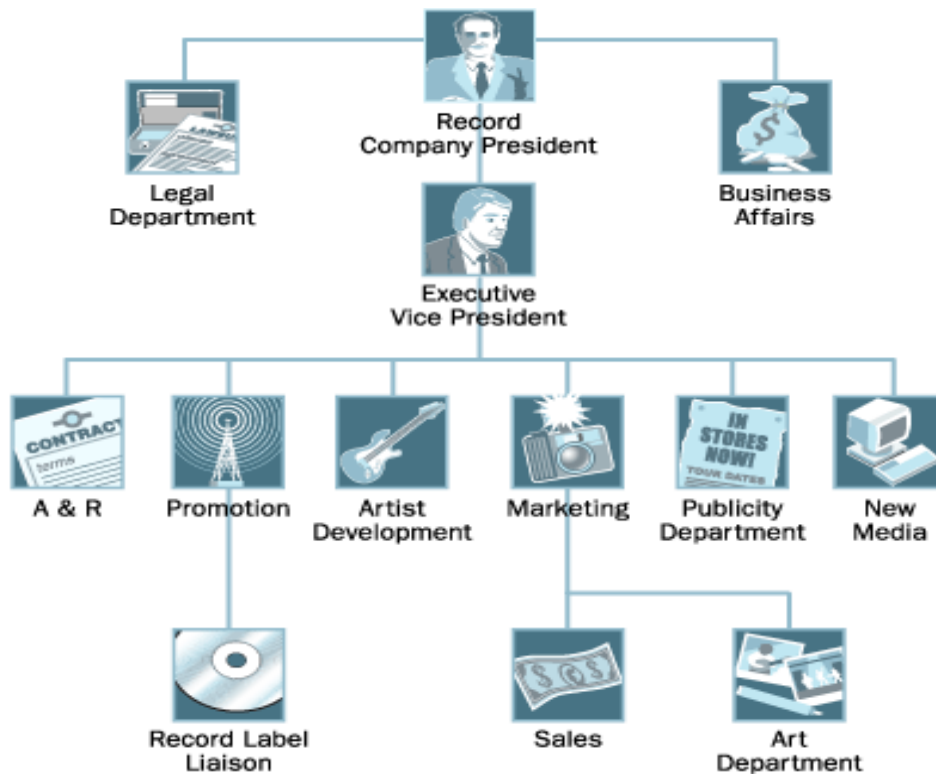 Record
Company President
Legal
Department
Business
Affairs
Executive
Vice President
CONTRACT
terms
IN
STORES
NOW!
TOUR DATES
A & R
Promotion
Artist
Development
Marketing
Publicity
Department
New
Media
Record Label
Liaison
Sales
Art
Department